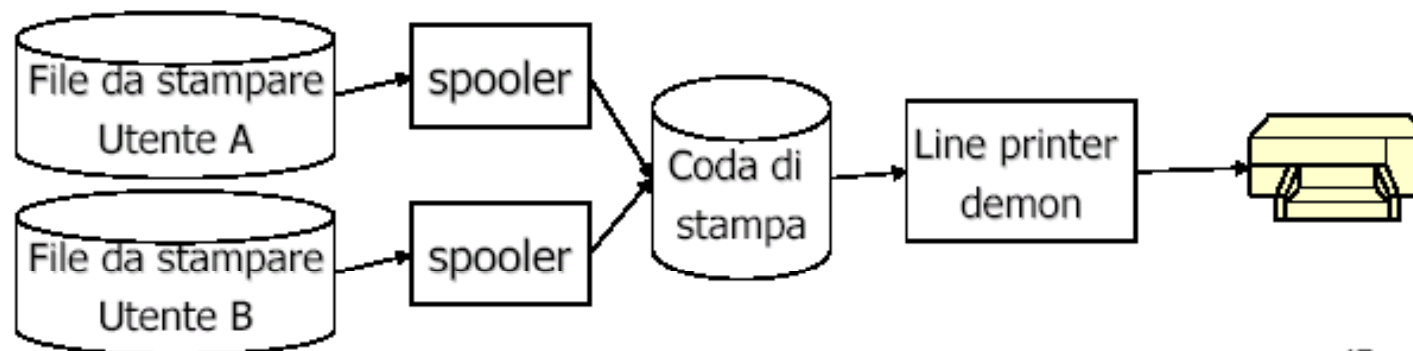 File da stampare
Utente A
spooler
File da stampare
Utente B
spooler
Coda di
stampa
Line printer
demon